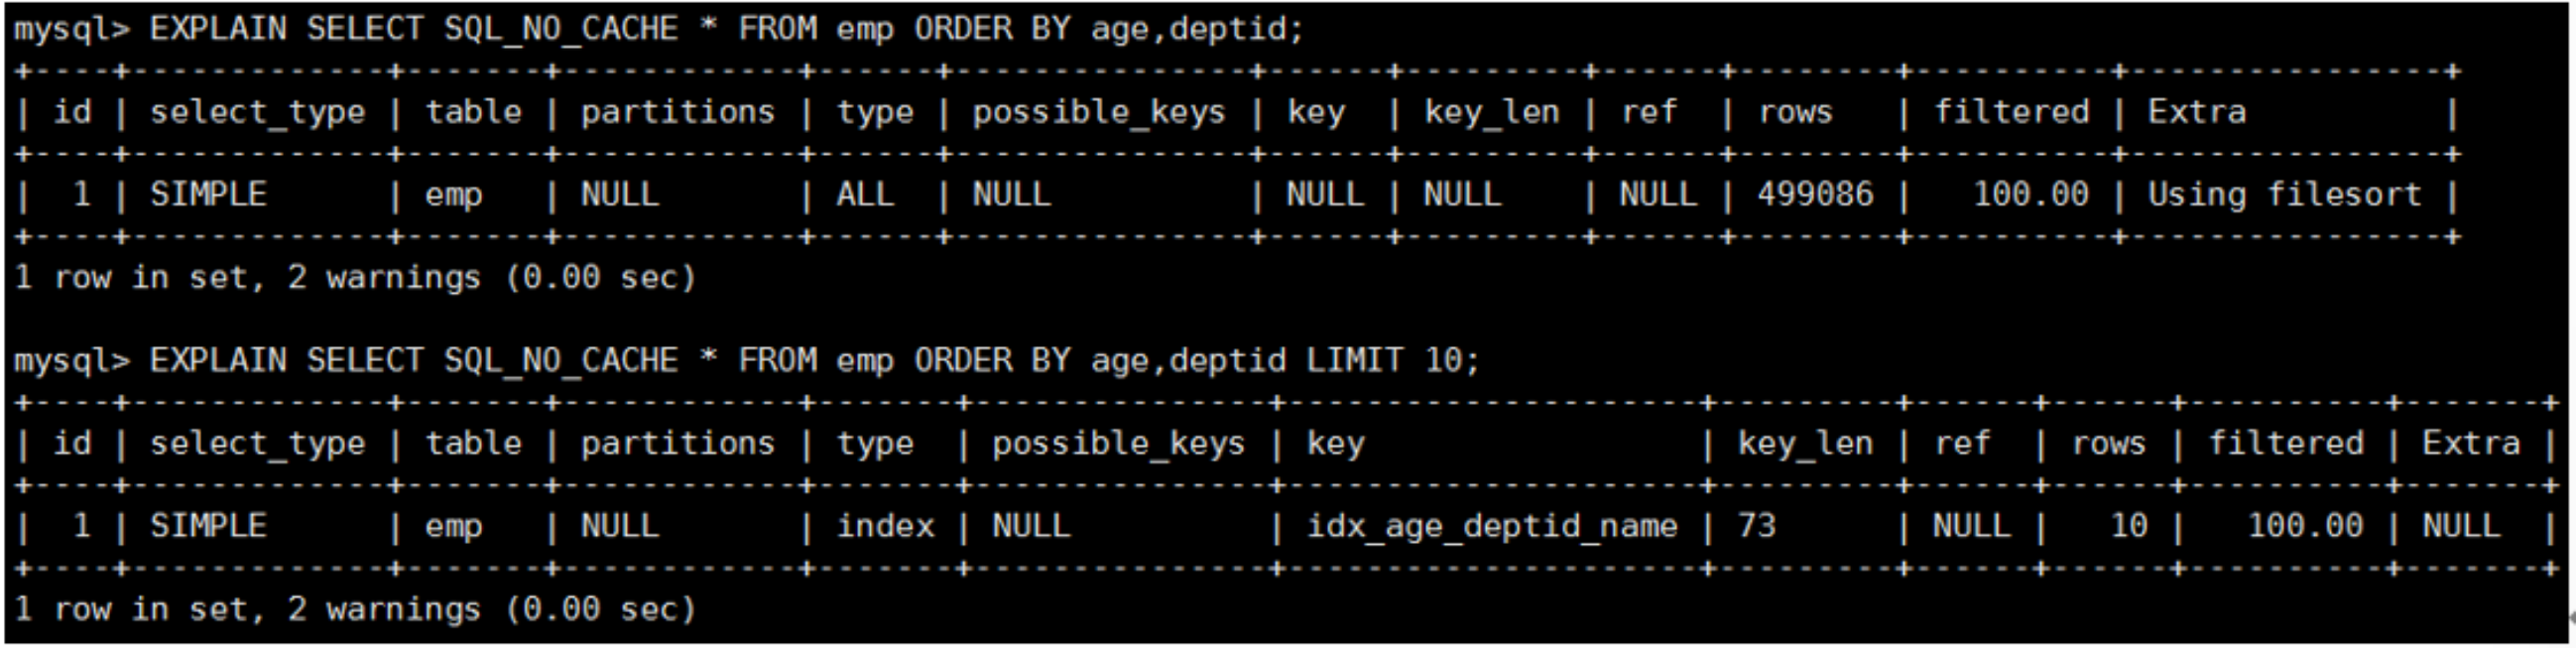 mysql> EXPLAIN SELECT SQL_NO_CACHE * FROM emp ORDER BY age,deptid;
+----+-------------+-------+------------+------+---------------+------+---------+------+--------+----------+----------------+
| id | select_type | table | partitions | type | possible_keys | key  | key_len | ref  | rows   | filtered | Extra          |
+----+-------------+-------+------------+------+---------------+------+---------+------+--------+----------+----------------+
|  1 | SIMPLE      | emp   | NULL       | ALL  | NULL          | NULL | NULL    | NULL | 499086 |   100.00 | Using filesort |
+----+-------------+-------+------------+------+---------------+------+---------+------+--------+----------+----------------+
1 row in set, 2 warnings (0.00 sec)

mysql> EXPLAIN SELECT SQL_NO_CACHE * FROM emp ORDER BY age,deptid LIMIT 10;
+----+-------------+-------+------------+-------+---------------+---------------------+---------+------+------+----------+-------+
| id | select_type | table | partitions | type  | possible_keys | key                 | key_len | ref  | rows | filtered | Extra |
+----+-------------+-------+------------+-------+---------------+---------------------+---------+------+------+----------+-------+
|  1 | SIMPLE      | emp   | NULL       | index | NULL          | idx_age_deptid_name | 73      | NULL |   10 |   100.00 | NULL  |
+----+-------------+-------+------------+-------+---------------+---------------------+---------+------+------+----------+-------+
1 row in set, 2 warnings (0.00 sec)